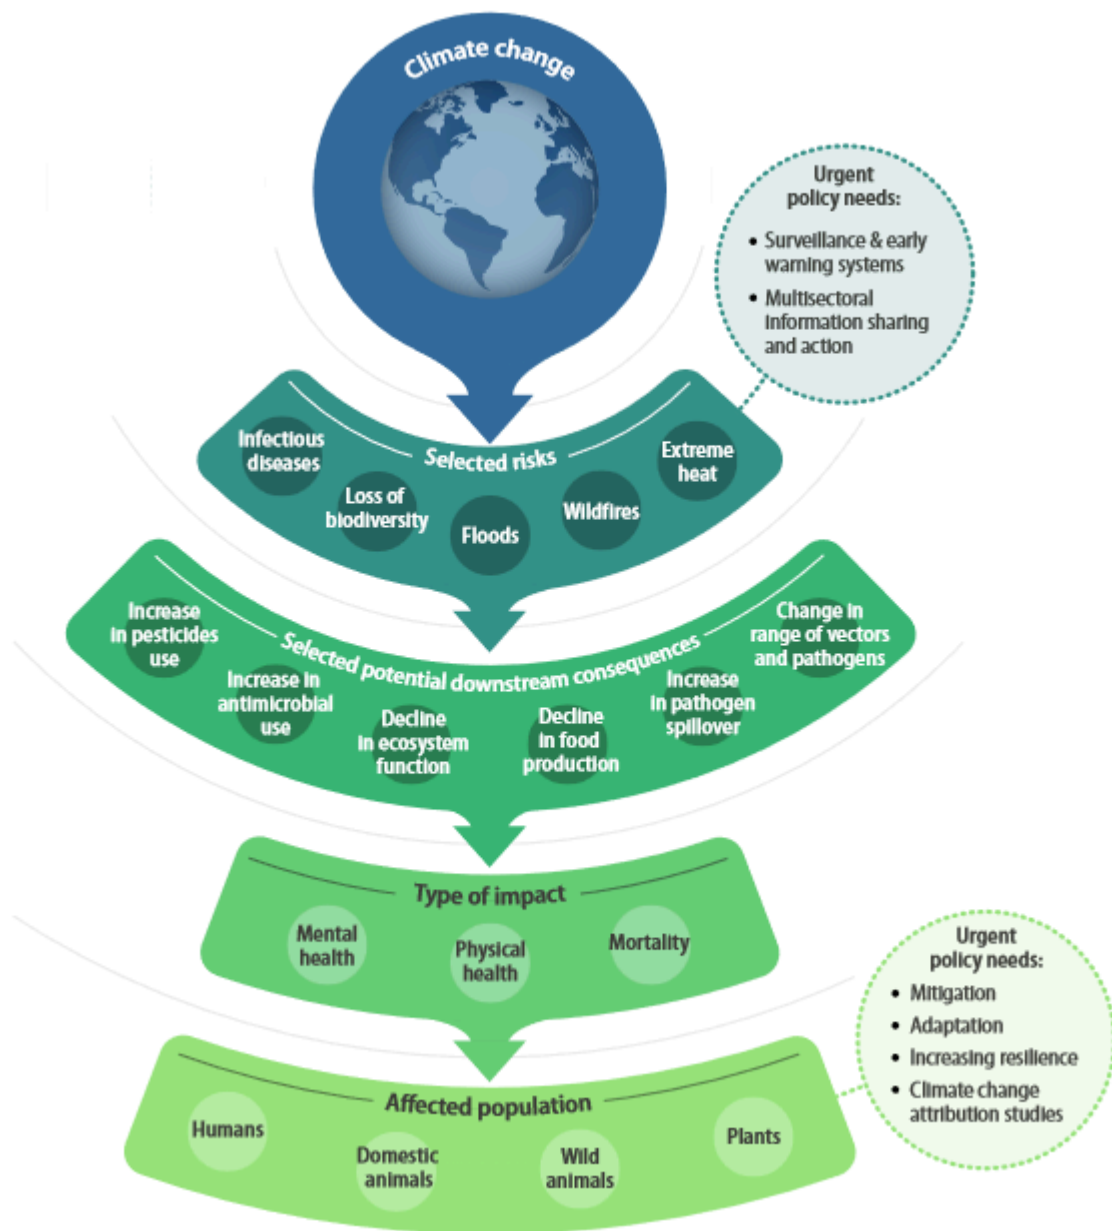 Climate change
Urgent
policy needs:
• Surveillance & early
warning systems
• Multisectoral
information sharing
and action
Selected risks
Infectious
diseases
Loss of
biodiversity
Floods
Wildfires
Extreme
heat
Selected potential downstream consequences
Increase
in pesticides
use
Increase in
antimicrobial
use
Decline
in ecosystem
function
Decline
in food
production
Increase
in pathogen
spillover
Change in
range of vectors
and pathogens
Type of impact
Mental
health
Physical
health
Mortality
Urgent
policy needs:
• Mitigation
• Adaptation
• Increasing resilience
• Climate change
attribution studies
Affected population
Humans
Domestic
animals
Wild
animals
Plants